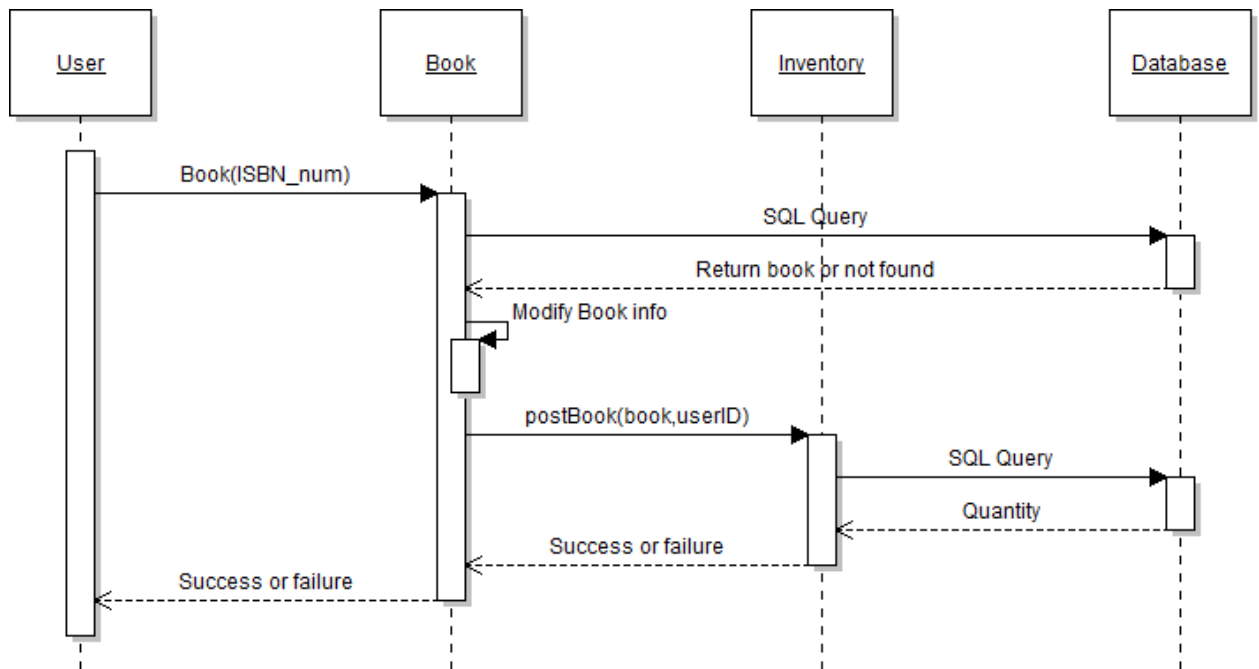 User
Book
Inventory
Database
Book(ISBN_num)
SQL Query
Return book or not found
Modify Book info
postBook(book,userID)
SQL Query
Quantity
Success or failure
Success or failure